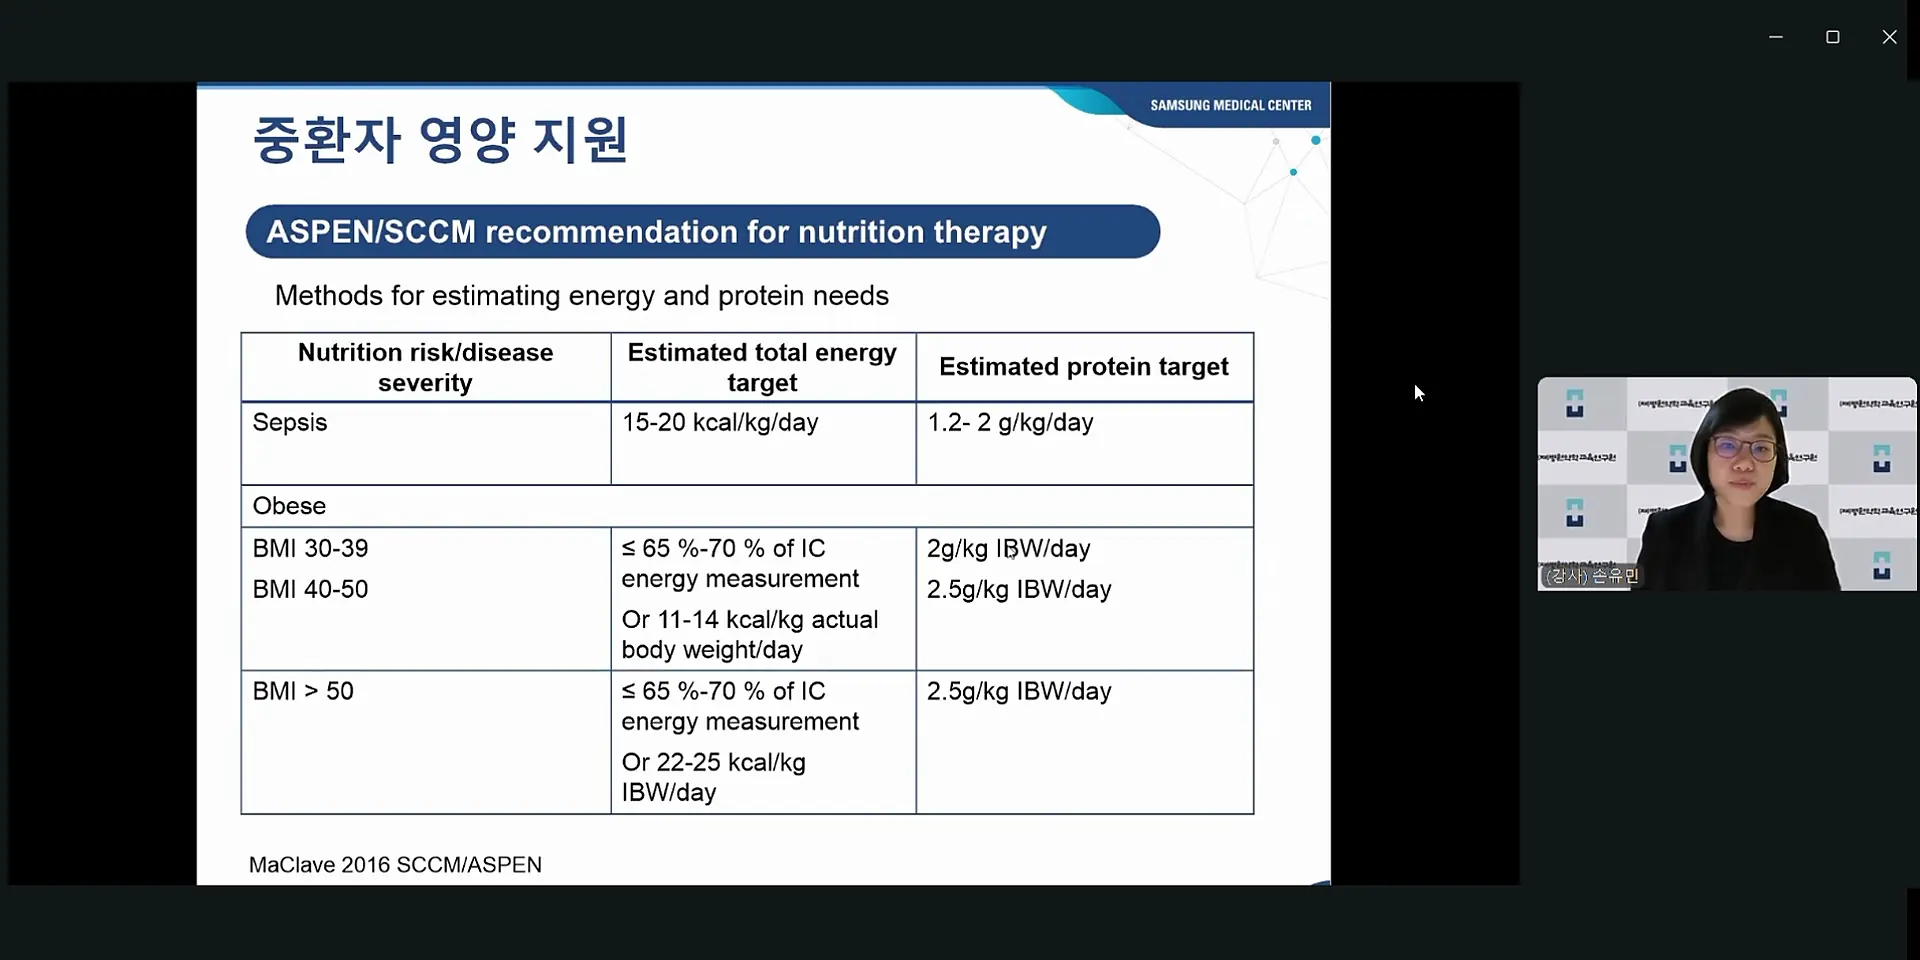 SAMSUNG MEDICAL CENTER
중환자 영양 지원
ASPEN/SCCM recommendation for nutrition therapy
Methods for estimating energy and protein needs
Nutrition risk/disease severity
Estimated total energy target
Estimated protein target
Sepsis
15-20 kcal/kg/day
1.2- 2 g/kg/day
Obese
BMI 30-39
BMI 40-50
≤ 65 %-70 % of IC
energy measurement
Or 11-14 kcal/kg actual
body weight/day
2g/kg IBW/day
2.5g/kg IBW/day
BMI > 50
≤ 65 %-70 % of IC
energy measurement
Or 22-25 kcal/kg
IBW/day
2.5g/kg IBW/day
MaClave 2016 SCCM/ASPEN
(강사) 손유민